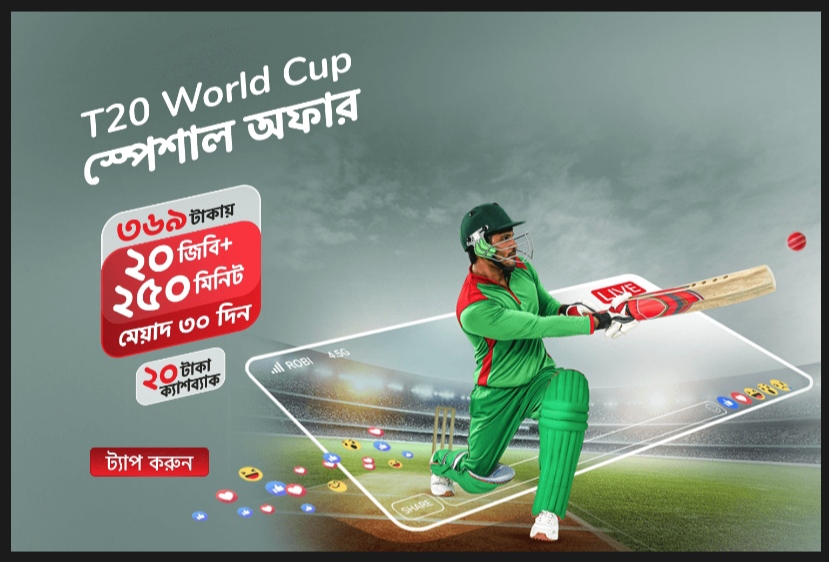 T20 World Cup
স্পেশাল অফার
৩৬৯ টাকায়
২০ জিবি+
২৫০ মিনিট
মেয়াদ ৩০ দিন
২০ টাকা
ক্যাশব্যাক
ট্যাপ করুন
LIVE
ROBI 4.5G
SHARE